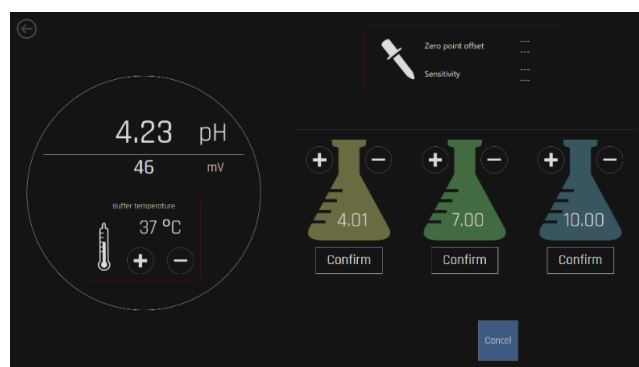 Zero point offset ---
---
Sensitivity ---
---
4.23 pH
46 mV
Buffer temperature
37 °C
+ −
+ − + − + −
4.01 7.00 10.00
Confirm Confirm Confirm
Cancel